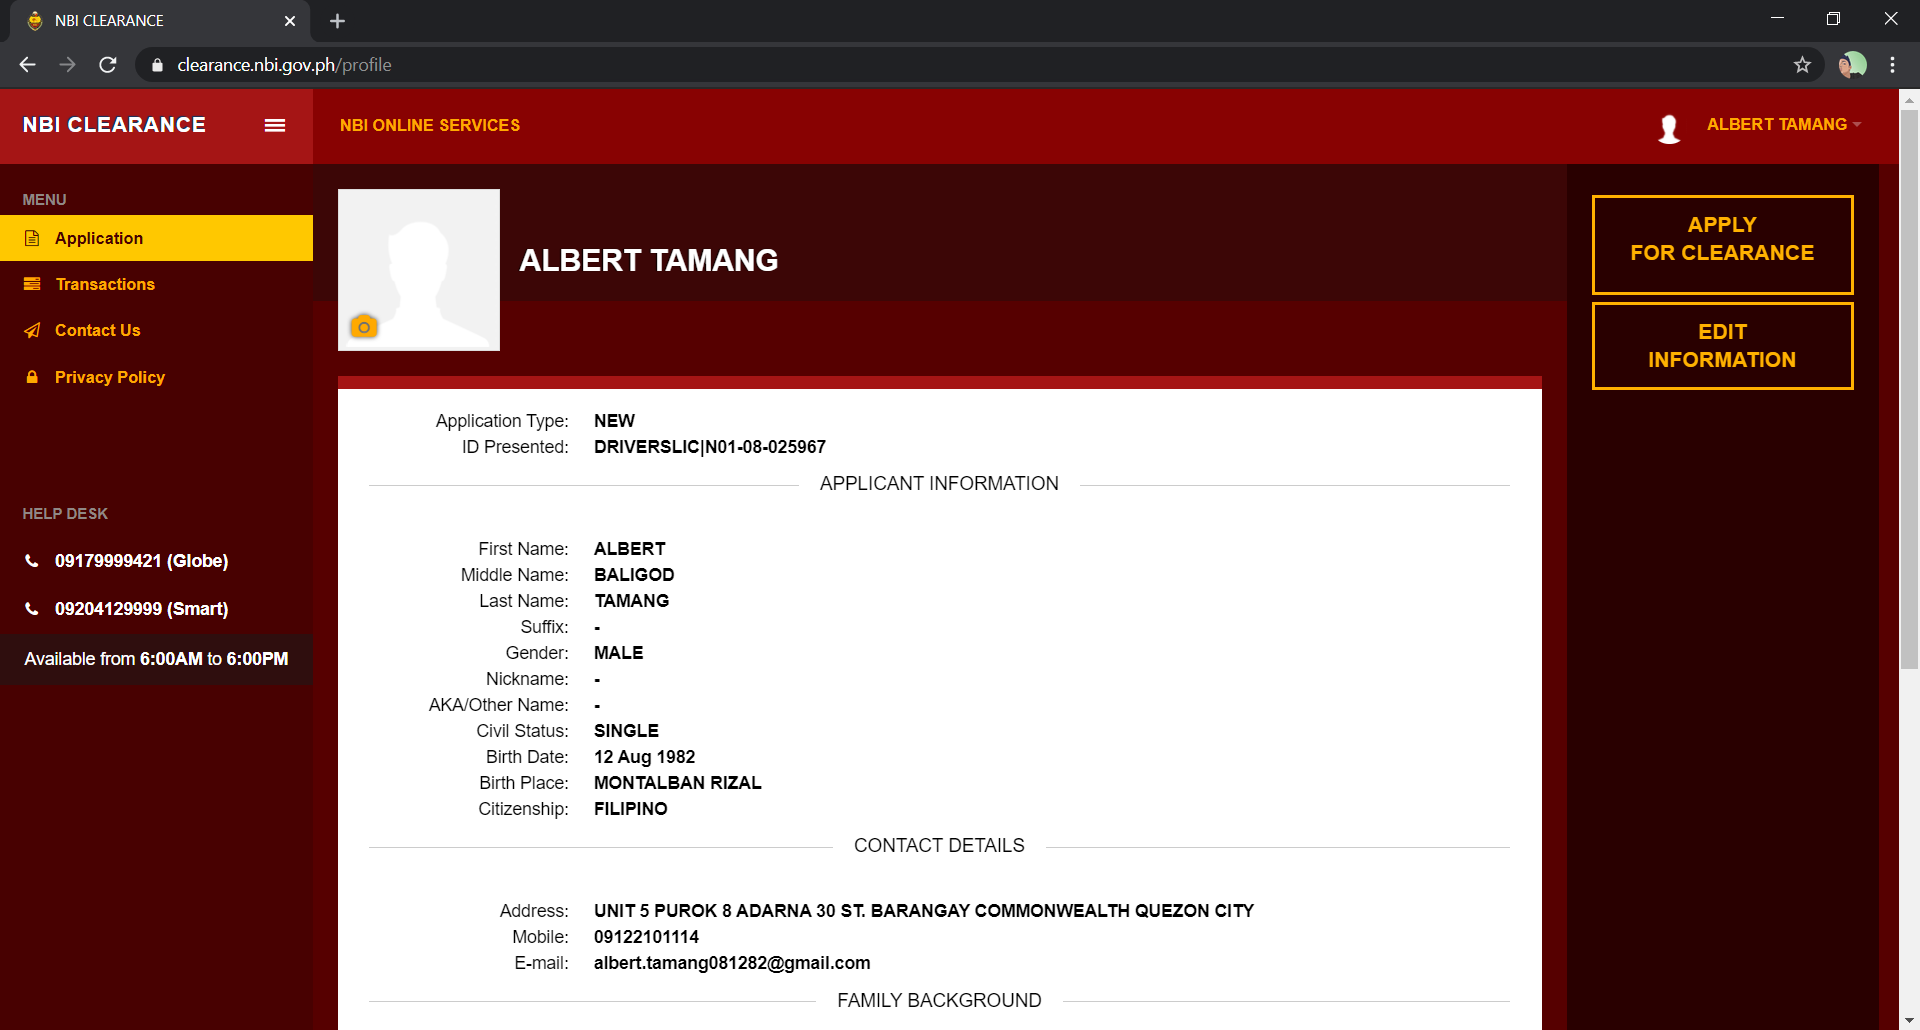 NBI CLEARANCE
clearance.nbi.gov.ph/profile
NBI CLEARANCE
NBI ONLINE SERVICES
ALBERT TAMANG
MENU
Application
Transactions
Contact Us
Privacy Policy
HELP DESK
09179999421 (Globe)
09204129999 (Smart)
Available from 6:00AM to 6:00PM
ALBERT TAMANG
APPLY
FOR CLEARANCE
EDIT
INFORMATION
Application Type: NEW
ID Presented: DRIVERSLIC|N01-08-025967
APPLICANT INFORMATION
First Name: ALBERT
Middle Name: BALIGOD
Last Name: TAMANG
Suffix: -
Gender: MALE
Nickname: -
AKA/Other Name: -
Civil Status: SINGLE
Birth Date: 12 Aug 1982
Birth Place: MONTALBAN RIZAL
Citizenship: FILIPINO
CONTACT DETAILS
Address: UNIT 5 PUROK 8 ADARNA 30 ST. BARANGAY COMMONWEALTH QUEZON CITY
Mobile: 09122101114
E-mail: albert.tamang081282@gmail.com
FAMILY BACKGROUND